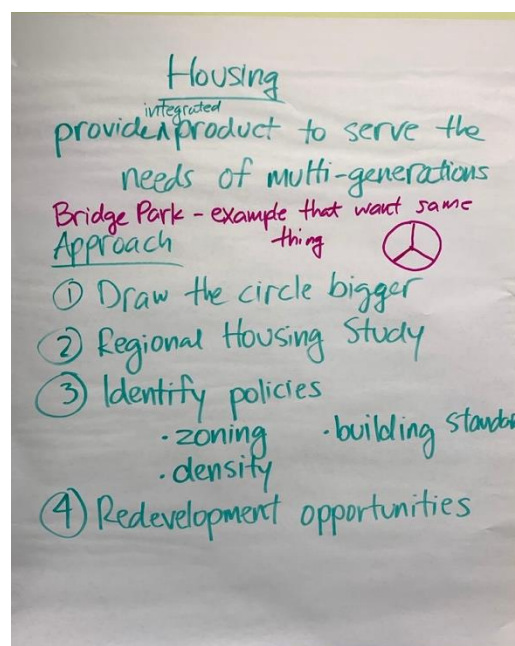 Housing
integrated
provide ^ product to serve the
needs of multi-generations
Bridge Park - example that want same
thing
Approach
① Draw the circle bigger
② Regional Housing Study
③ Identify policies
· zoning · building
· density
④ Redevelopment opportunities